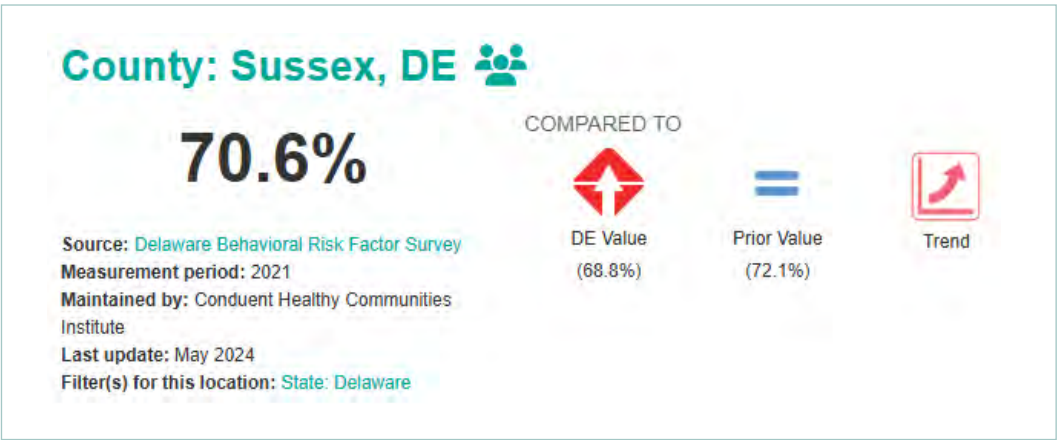 County: Sussex, DE
70.6%
Source: Delaware Behavioral Risk Factor Survey
Measurement period: 2021
Maintained by: Conduent Healthy Communities
Institute
Last update: May 2024
Filter(s) for this location: State: Delaware
COMPARED TO
DE Value
(68.8%)
Prior Value
(72.1%)
Trend